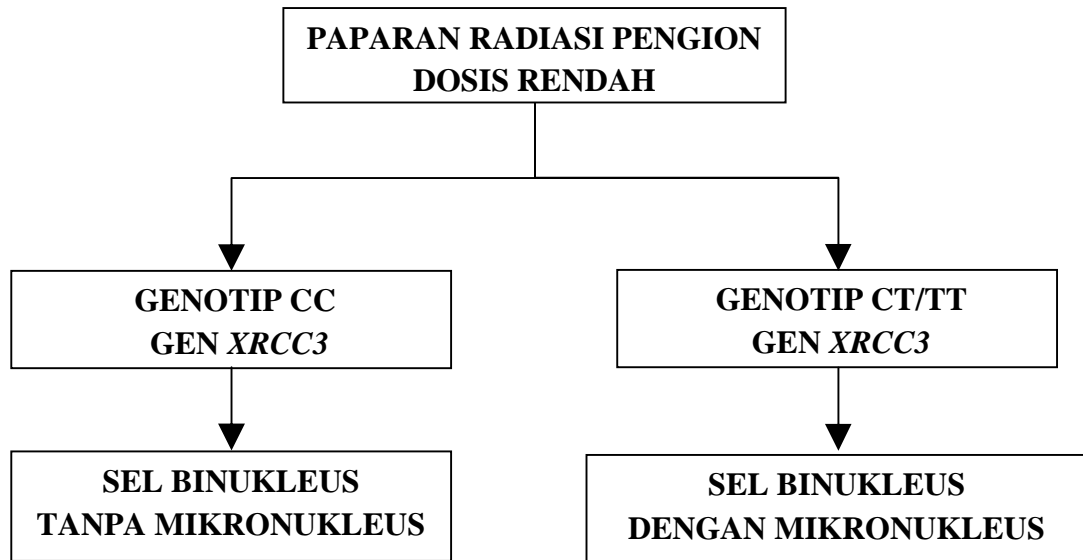 PAPARAN RADIASI PENGION
DOSIS RENDAH
GENOTIP CC
GEN XRCC3
GENOTIP CT/TT
GEN XRCC3
SEL BINUKLEUS
TANPA MIKRONUKLEUS
SEL BINUKLEUS
DENGAN MIKRONUKLEUS